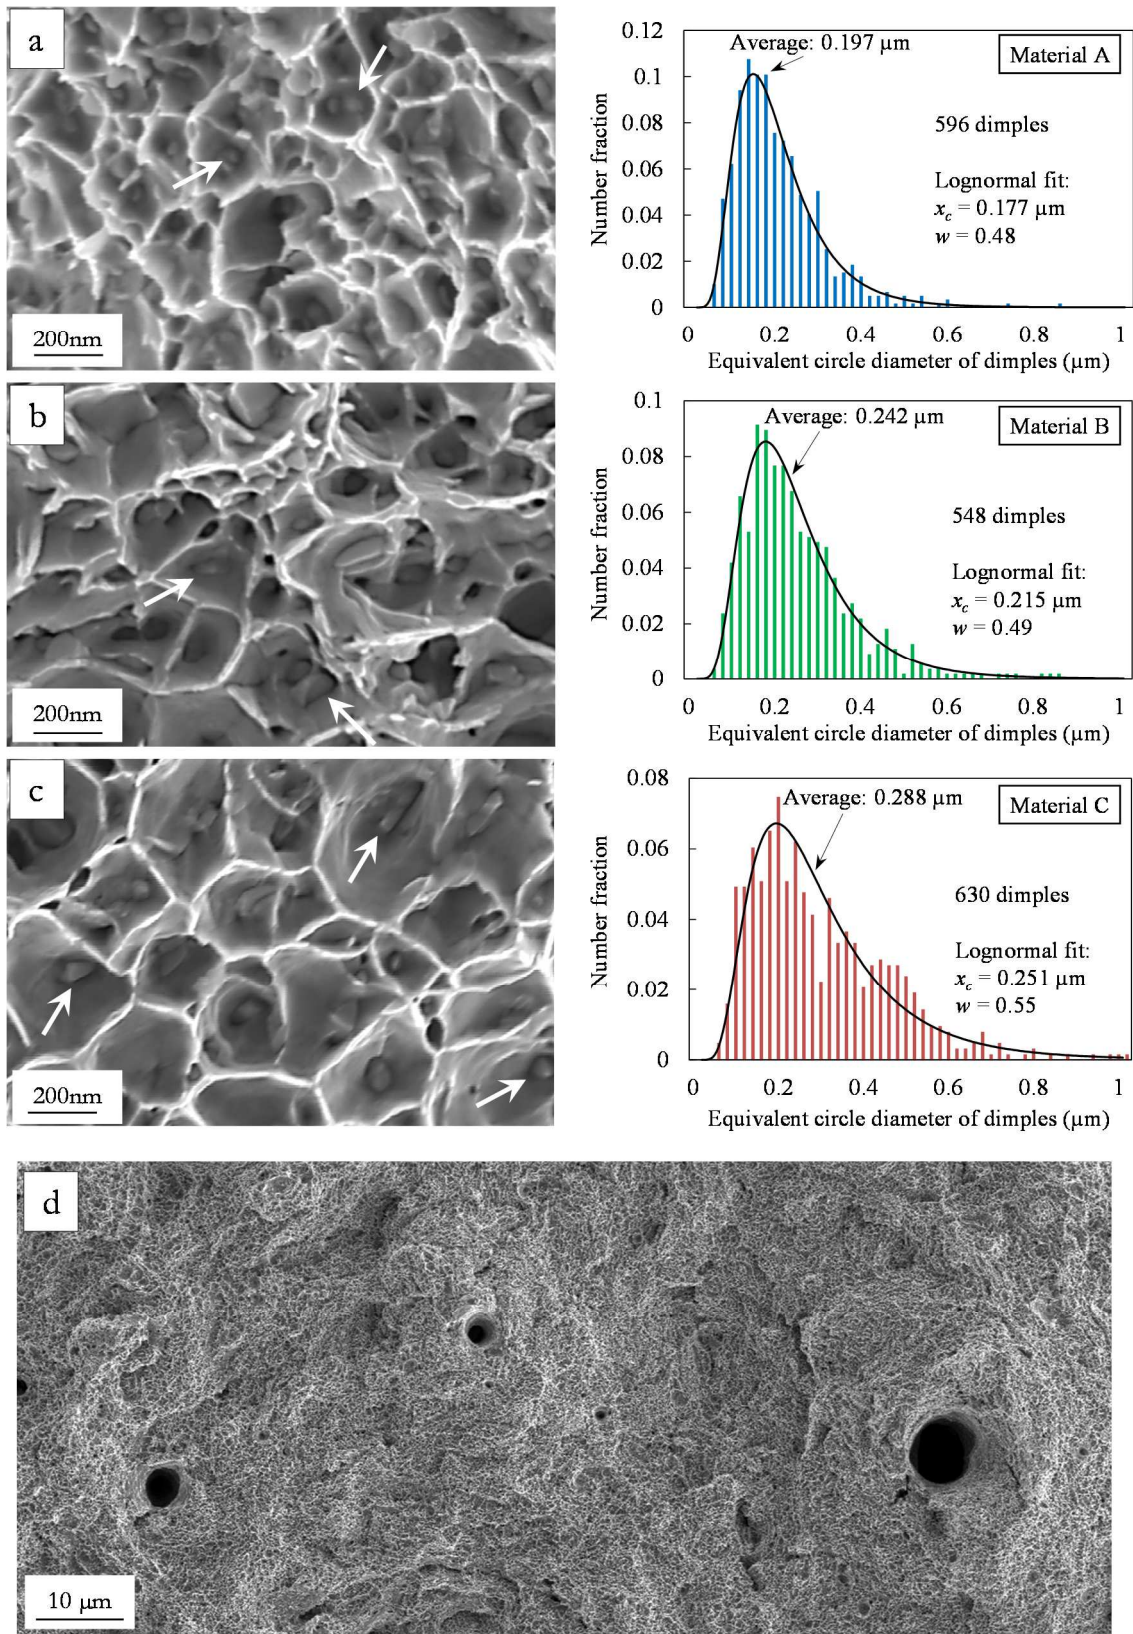 a
200nm
0.12
0.1
0.08
0.06
0.04
0.02
0
Number fraction
Average: 0.197 μm
Material A
596 dimples
Lognormal fit:
xc = 0.177 μm
w = 0.48
0 0.2 0.4 0.6 0.8 1
Equivalent circle diameter of dimples (μm)
b
200nm
0.1
0.08
0.06
0.04
0.02
0
Number fraction
Average: 0.242 μm
Material B
548 dimples
Lognormal fit:
xc = 0.215 μm
w = 0.49
0 0.2 0.4 0.6 0.8 1
Equivalent circle diameter of dimples (μm)
c
200nm
0.08
0.06
0.04
0.02
0
Number fraction
Average: 0.288 μm
Material C
630 dimples
Lognormal fit:
xc = 0.251 μm
w = 0.55
0 0.2 0.4 0.6 0.8 1
Equivalent circle diameter of dimples (μm)
d
10 μm